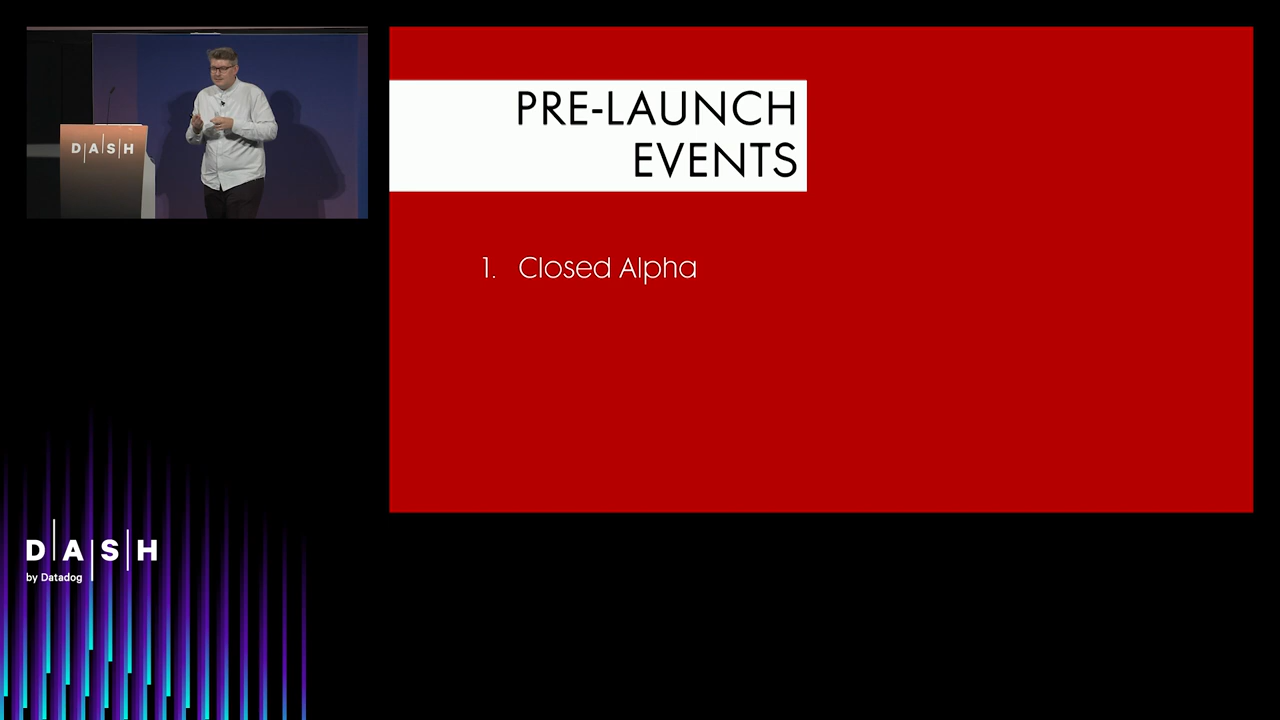 DASH
PRE-LAUNCH
EVENTS
1. Closed Alpha
DASH
by Datadog